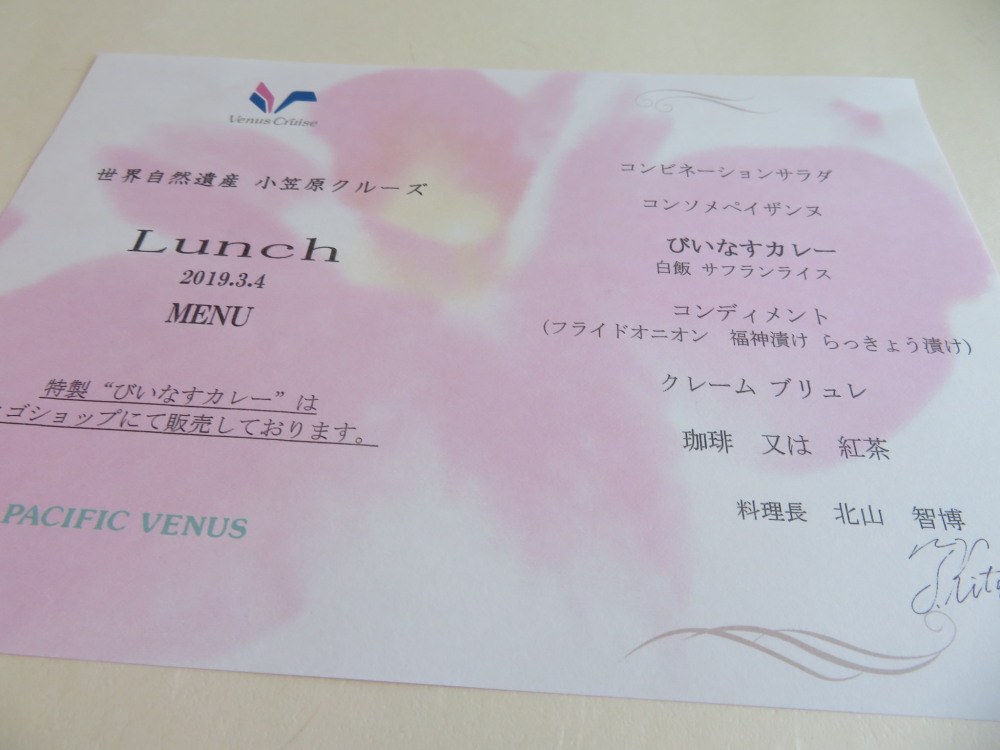 Venus Cruise
世界自然遺産 小笠原クルーズ
Lunch
2019.3.4
MENU
特製“びいなすカレー”は
ゴショップにて販売しております。
PACIFIC VENUS
コンビネーションサラダ
コンソメペイザンヌ
びいなすカレー
白飯 サフランライス
コンディメント
(フライドオニオン 福神漬け らっきょう漬け)
クレーム ブリュレ
珈琲 又は 紅茶
料理長 北山 智博